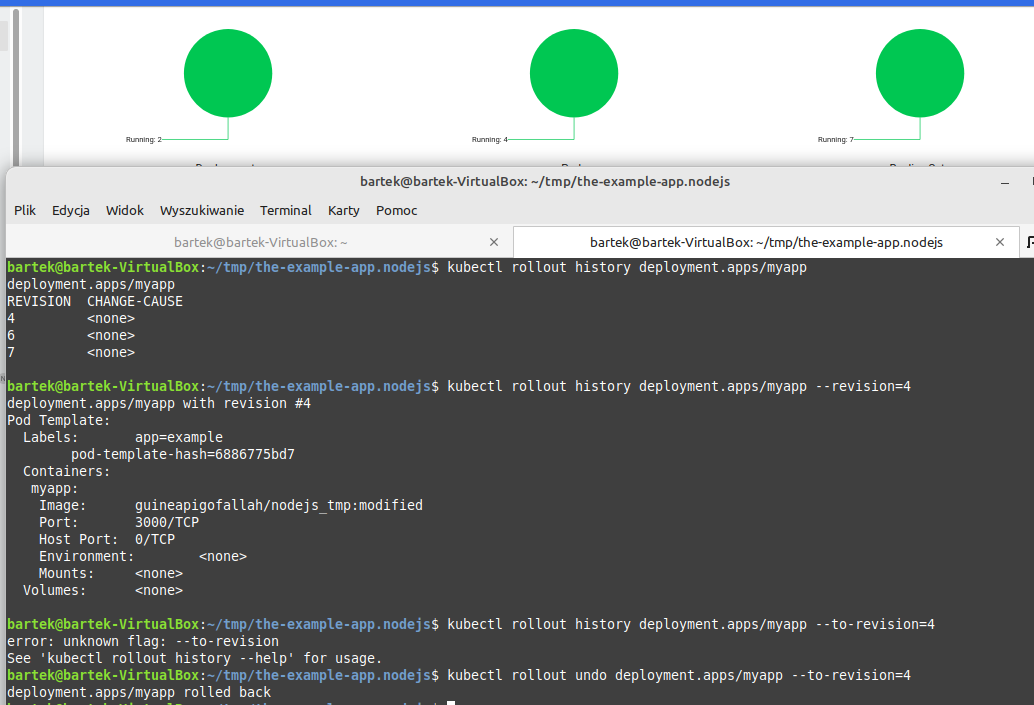 Running: 2
Running: 4
Running: 7
bartek@bartek-VirtualBox: ~/tmp/the-example-app.nodejs
Plik Edycja Widok Wyszukiwanie Terminal Karty Pomoc
bartek@bartek-VirtualBox: ~
bartek@bartek-VirtualBox: ~/tmp/the-example-app.nodejs
bartek@bartek-VirtualBox:~/tmp/the-example-app.nodejs$ kubectl rollout history deployment.apps/myapp
deployment.apps/myapp
REVISION  CHANGE-CAUSE
4         <none>
6         <none>
7         <none>
bartek@bartek-VirtualBox:~/tmp/the-example-app.nodejs$ kubectl rollout history deployment.apps/myapp --revision=4
deployment.apps/myapp with revision #4
Pod Template:
  Labels:       app=example
        pod-template-hash=6886775bd7
  Containers:
   myapp:
    Image:      guineapigofallah/nodejs_tmp:modified
    Port:       3000/TCP
    Host Port:  0/TCP
    Environment:        <none>
    Mounts:     <none>
  Volumes:      <none>
bartek@bartek-VirtualBox:~/tmp/the-example-app.nodejs$ kubectl rollout history deployment.apps/myapp --to-revision=4
error: unknown flag: --to-revision
See 'kubectl rollout history --help' for usage.
bartek@bartek-VirtualBox:~/tmp/the-example-app.nodejs$ kubectl rollout undo deployment.apps/myapp --to-revision=4
deployment.apps/myapp rolled back